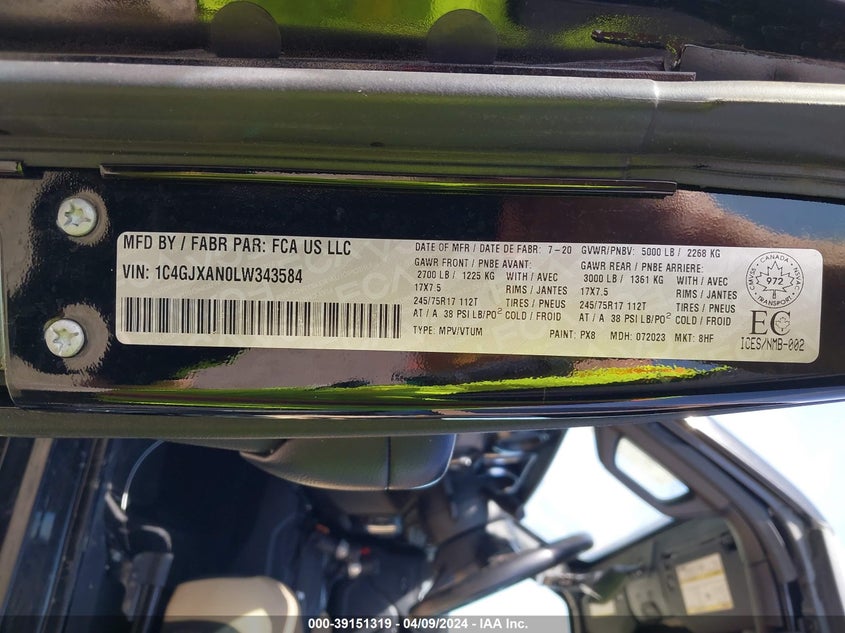 MFD BY / FABR PAR: FCA US LLC
VIN: 1C4GJXAN0LW343584
DATE OF MFR / DATE DE FABR: 7-20 GVWR/PNBV: 5000 LB / 2268 KG
GAWR FRONT / PNBE AVANT: GAWR REAR / PNBE ARRIERE:
2700 LB / 1225 KG WITH / AVEC 3000 LB / 1361 KG WITH / AVEC
17X7.5 RIMS / JANTES 17X7.5 RIMS / JANTES
245/75R17 112T TIRES / PNEUS 245/75R17 112T TIRES / PNEUS
AT / A 38 PSI LB/PO² COLD / FROID AT / A 38 PSI LB/PO² COLD / FROID
TYPE: MPV/VTUM PAINT: PX8 MDH: 072023 MKT: 8HF
CMVSS NSVAC
CANADA
972
TRANSPORT
EC
ICES/NMB-002
000-39151319 - 04/09/2024 - IAA Inc.